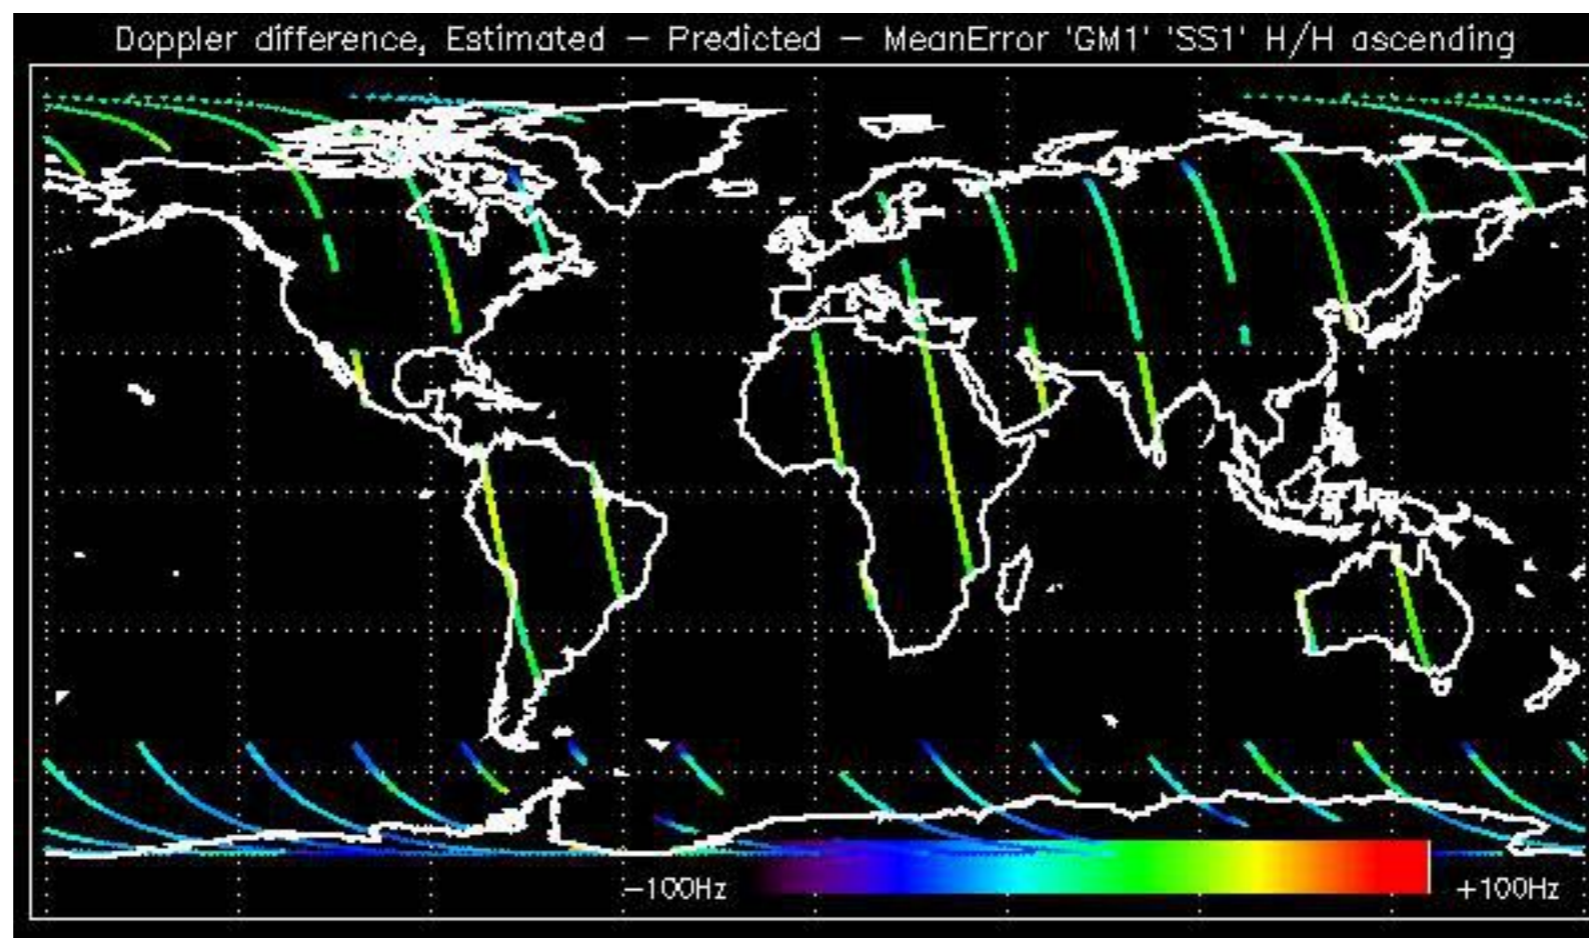 Doppler difference, Estimated – Predicted – MeanError 'GM1' 'SS1' H/H ascending
-100Hz
+100Hz